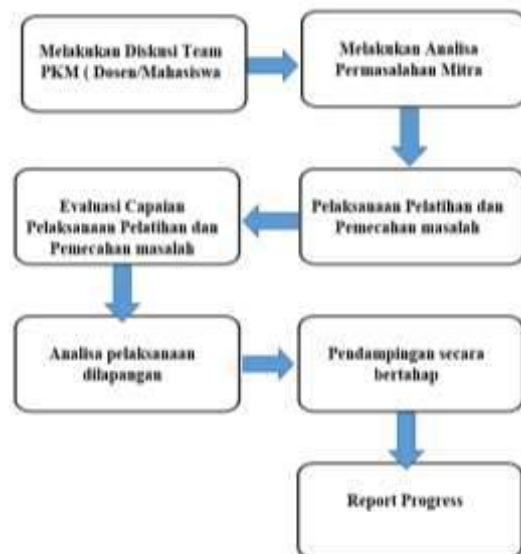 Melakukan Diskusi Team
PKM ( Dosen/Mahasiswa
Melakukan Analisa
Permasalahan Mitra
Pelaksanaan Pelatihan dan
Pemecahan masalah
Evaluasi Capaian
Pelaksanaan Pelatihan dan
Pemecahan masalah
Analisa pelaksanaan
dilapangan
Pendampingan secara
bertahap
Report Progress